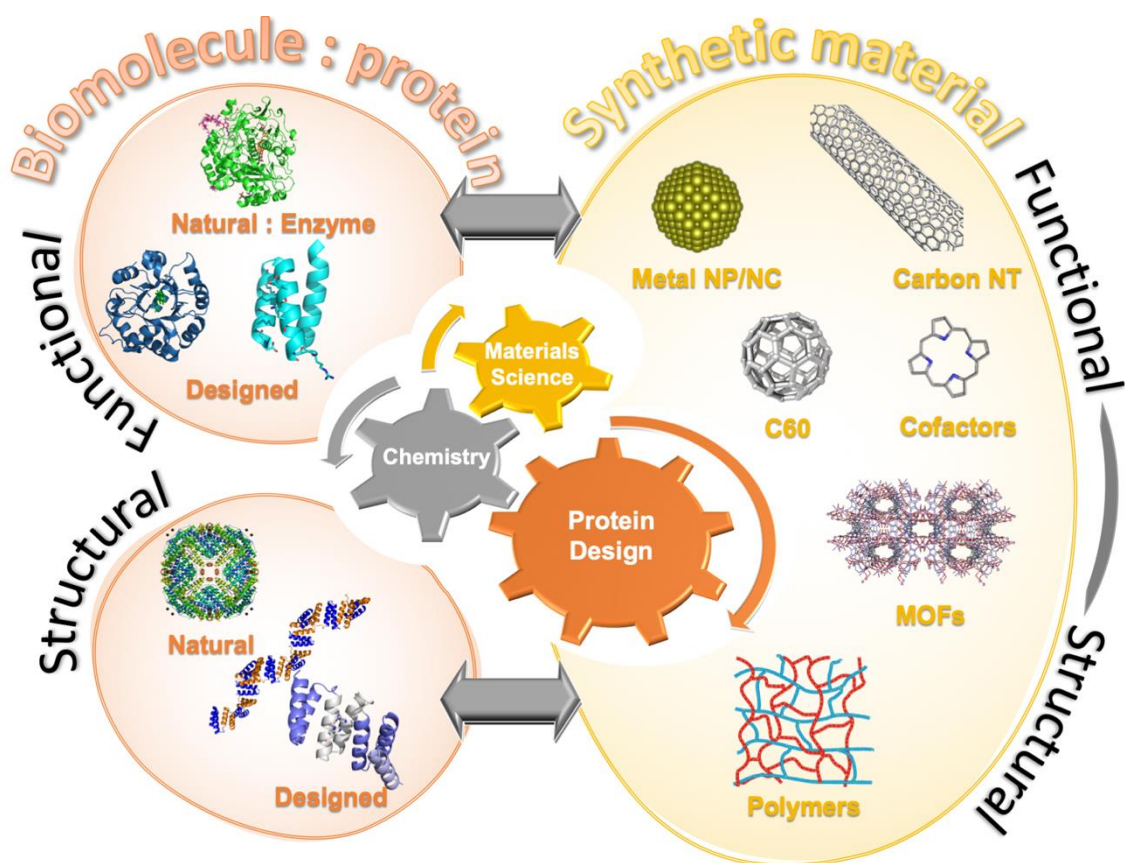 Biomolecule : protein
Synthetic material
Functional
Natural : Enzyme
Designed
Structural
Natural
Designed
Materials
Science
Chemistry
Protein
Design
Metal NP/NC
Carbon NT
C60
Cofactors
MOFs
Polymers
Functional
Structural